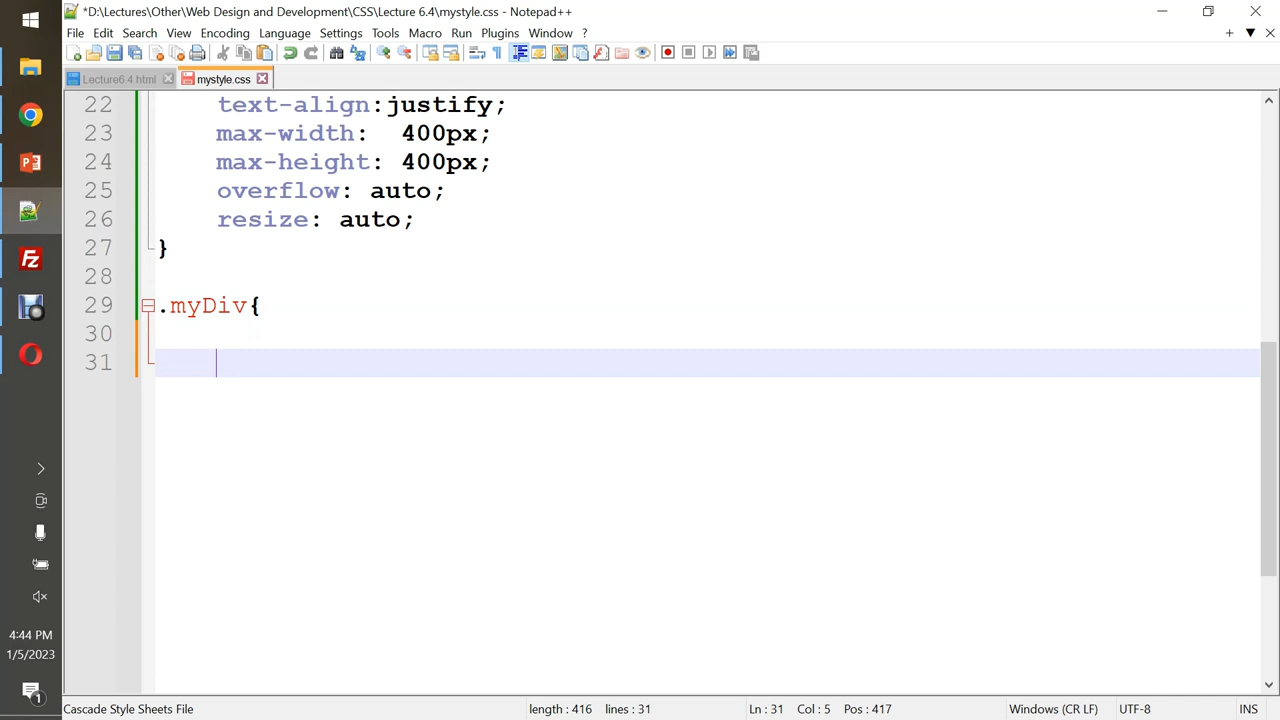 *D:\Lectures\Other\Web Design and Development\CSS\Lecture 6.4\mystyle.css - Notepad++
File Edit Search View Encoding Language Settings Tools Macro Run Plugins Window ?
Lecture6 4 html mystyle.css
22 text-align:justify;
23 max-width:  400px;
24 max-height: 400px;
25 overflow: auto;
26 resize: auto;
27 }
28
29 .myDiv{
30
31
4:44 PM
1/5/2023
1
Cascade Style Sheets File length : 416 lines : 31 Ln : 31 Col : 5 Pos : 417 Windows (CR LF) UTF-8 INS